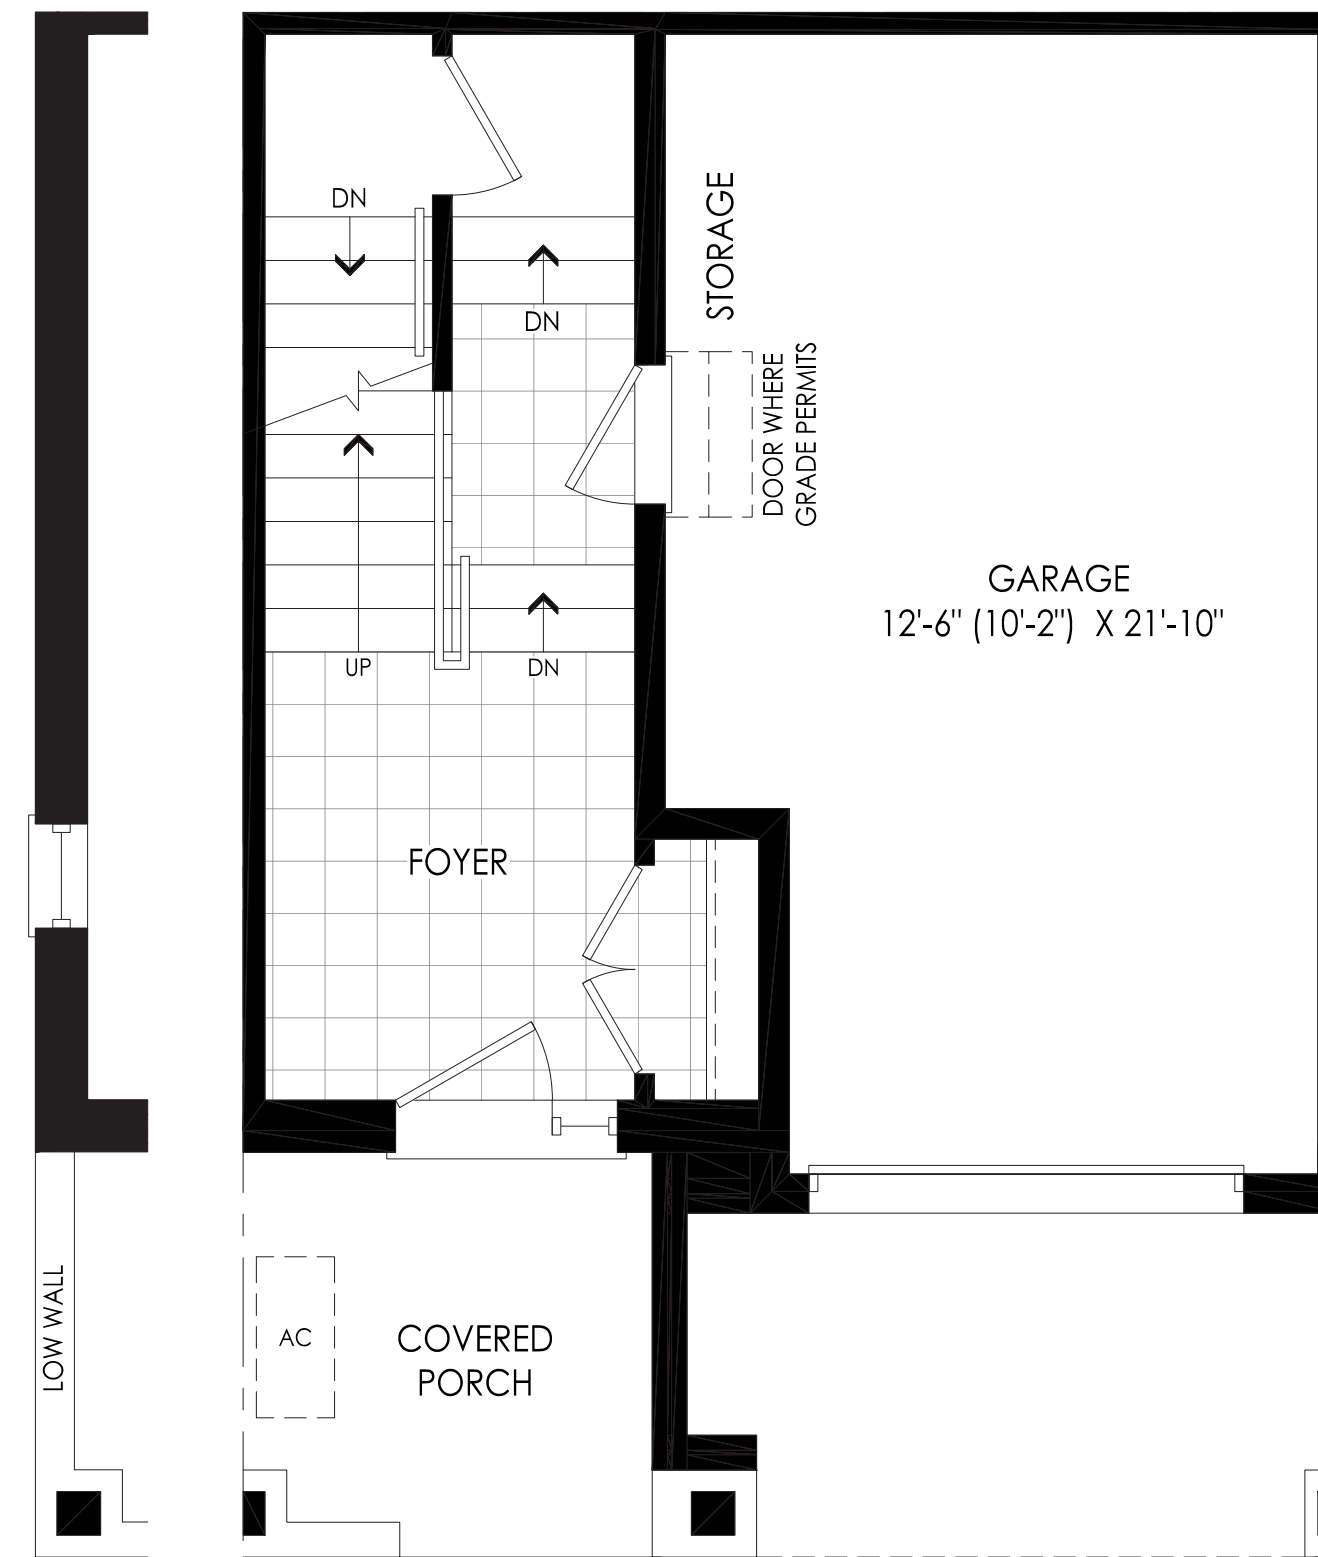 DN
STORAGE
DN
DOOR WHERE
GRADE PERMITS
GARAGE
12'-6" (10'-2") X 21'-10"
UP
DN
FOYER
LOW WALL
AC
COVERED
PORCH